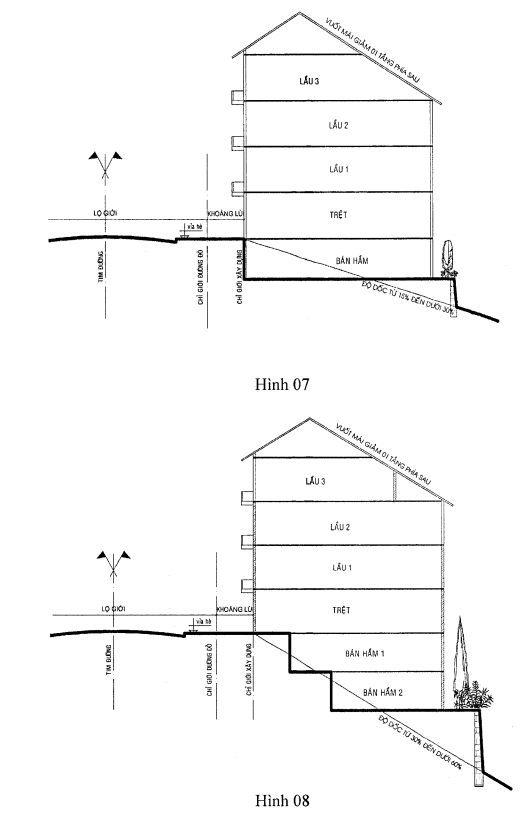 VUỐT MÁI GIẢM 01 TẦNG PHÍA SAU
LẦU 3
LẦU 2
LẦU 1
LỘ GIỚI
KHOẢNG LÙI
TRỆT
vỉa hè
TIM ĐƯỜNG
CHỈ GIỚI ĐƯỜNG ĐỎ
CHỈ GIỚI XÂY DỰNG
BÁN HẦM
ĐỘ DỐC TỪ 15% ĐẾN DƯỚI 30%
Hình 07
VUỐT MÁI GIẢM 01 TẦNG PHÍA SAU
LẦU 3
LẦU 2
LẦU 1
LỘ GIỚI
KHOẢNG LÙI
TRỆT
vỉa hè
TIM ĐƯỜNG
CHỈ GIỚI ĐƯỜNG ĐỎ
CHỈ GIỚI XÂY DỰNG
BÁN HẦM 1
BÁN HẦM 2
ĐỘ DỐC TỪ 30% ĐẾN DƯỚI 60%
Hình 08